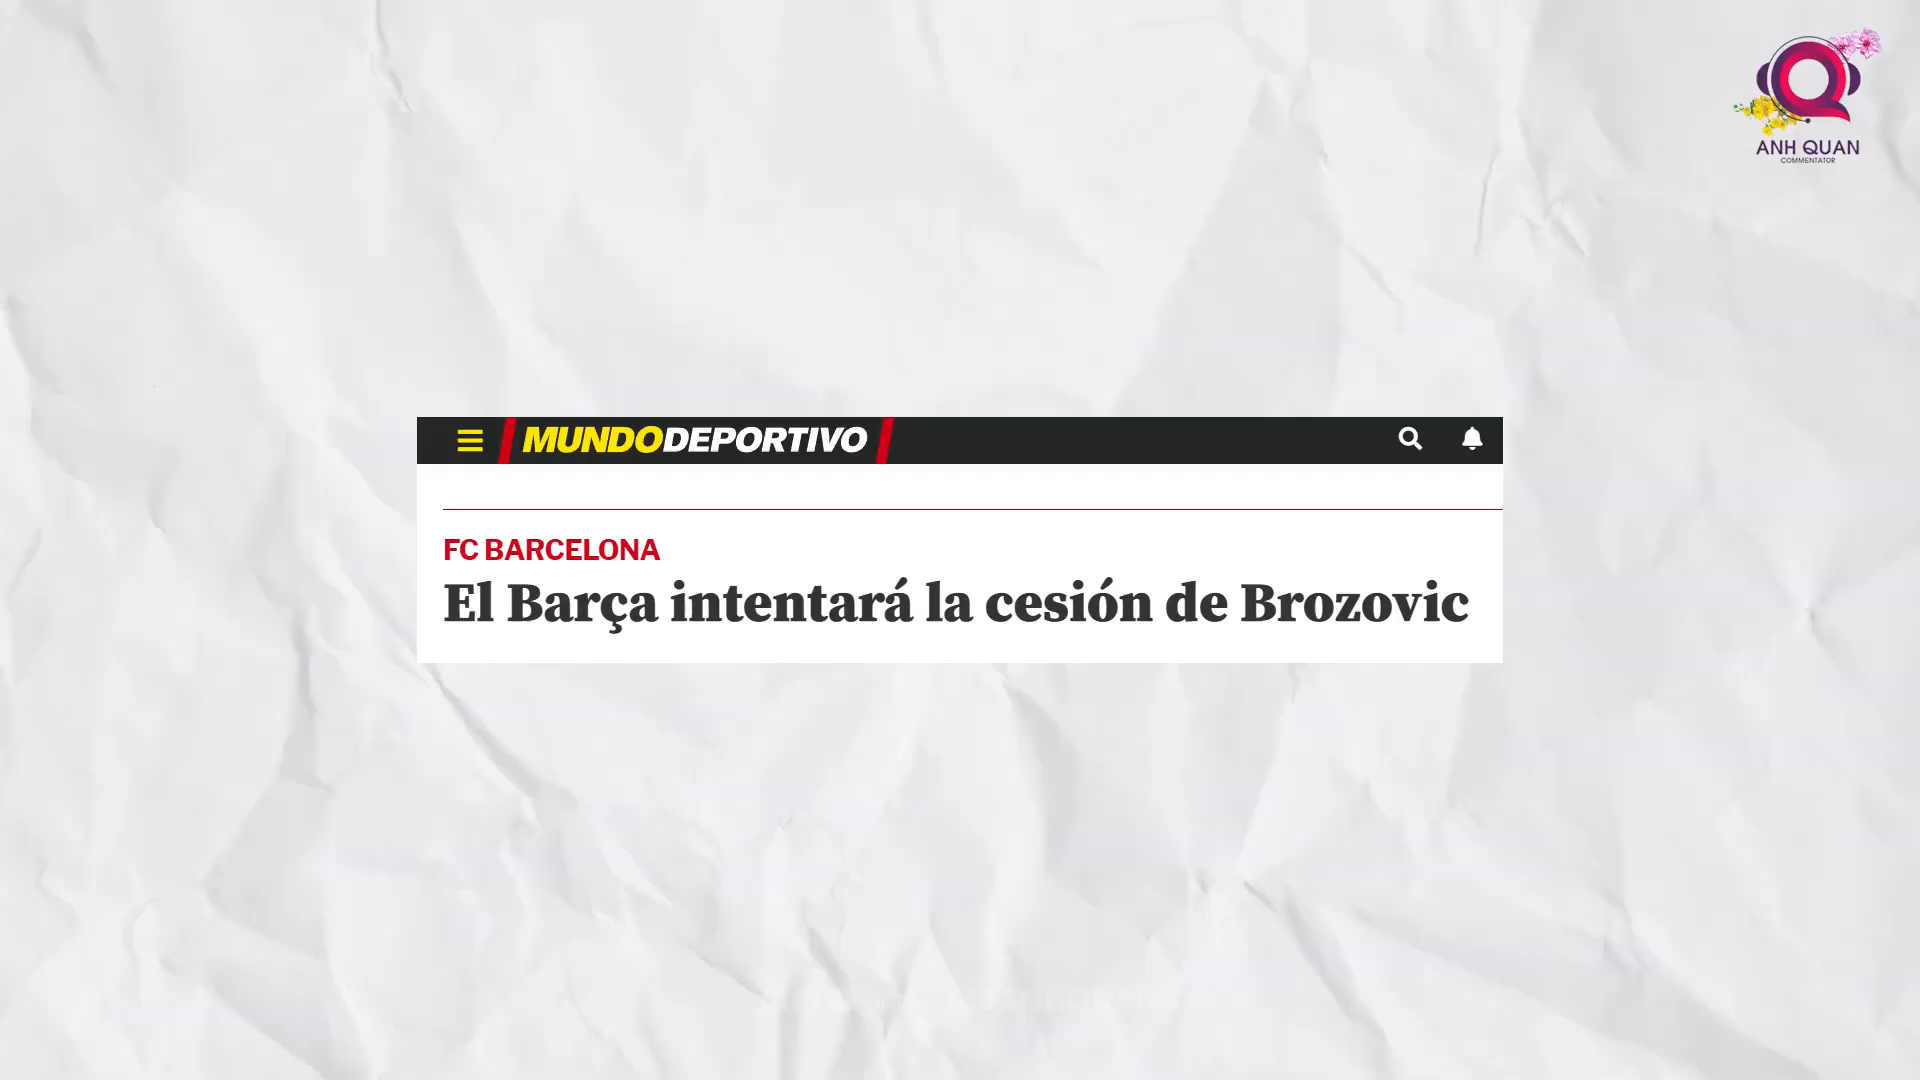 ANH QUAN
COMMENTATOR
MUNDODEPORTIVO
FC BARCELONA
El Barça intentará la cesión de Brozovic